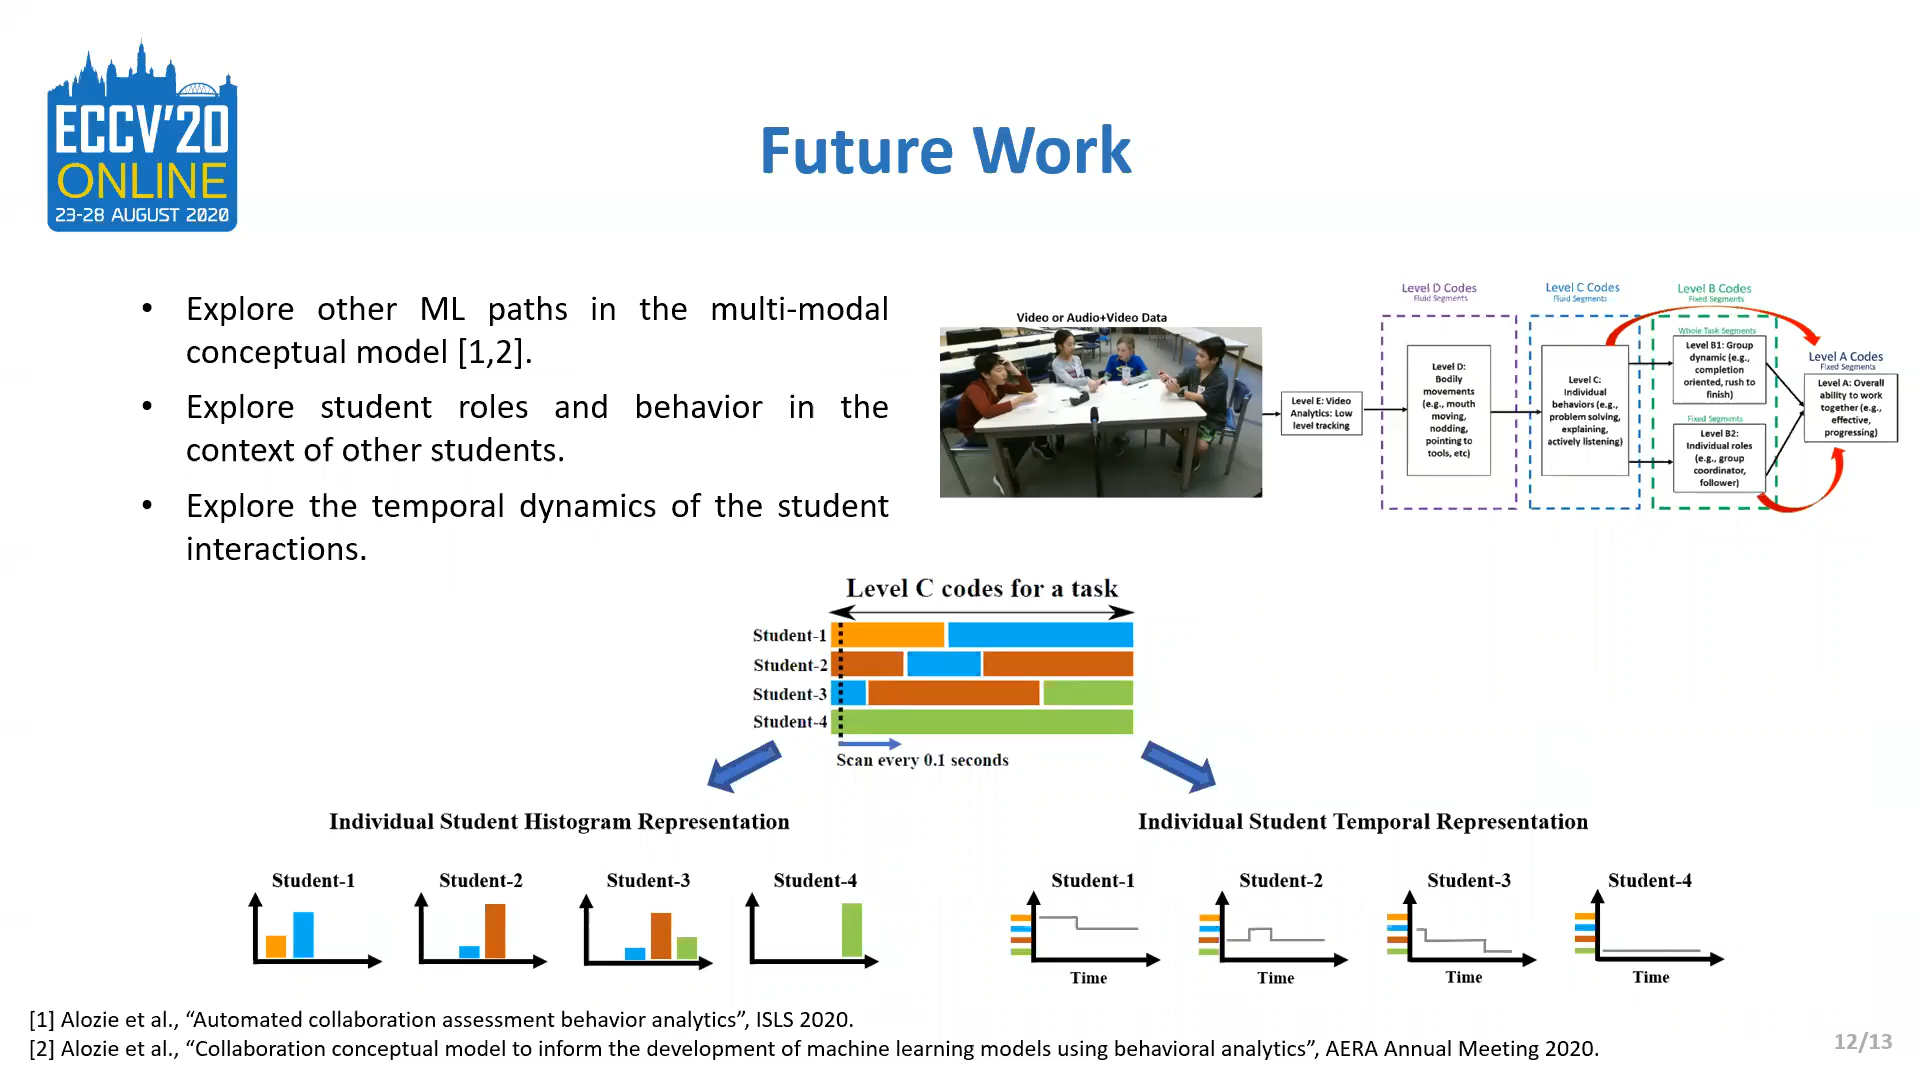 ECCV'20
ONLINE
23-28 AUGUST 2020
Future Work
• Explore other ML paths in the multi-modal
conceptual model [1,2].
• Explore student roles and behavior in the
context of other students.
• Explore the temporal dynamics of the student
interactions.
Video or Audio+Video Data
Level E: Video
Analytics: Low
level tracking
Level D Codes
Fluid Segments
Level D:
Bodily
movements
(e.g., mouth
moving,
nodding,
pointing to
tools, etc)
Level C Codes
Fluid Segments
Level C:
Individual
behaviors (e.g.,
problem solving,
explaining,
actively listening)
Level B Codes
Fixed Segments
Whole Task Segments
Level B1: Group
dynamic (e.g.,
completion
oriented, rush to
finish)
Fixed Segments
Level B2:
Individual roles
(e.g., group
coordinator,
follower)
Level A Codes
Fixed Segments
Level A: Overall
ability to work
together (e.g.,
effective,
progressing)
Level C codes for a task
Student-1
Student-2
Student-3
Student-4
Scan every 0.1 seconds
Individual Student Histogram Representation
Student-1 Student-2 Student-3 Student-4
Individual Student Temporal Representation
Student-1 Student-2 Student-3 Student-4
Time Time Time Time
[1] Alozie et al., “Automated collaboration assessment behavior analytics”, ISLS 2020.
[2] Alozie et al., “Collaboration conceptual model to inform the development of machine learning models using behavioral analytics”, AERA Annual Meeting 2020.
12/13